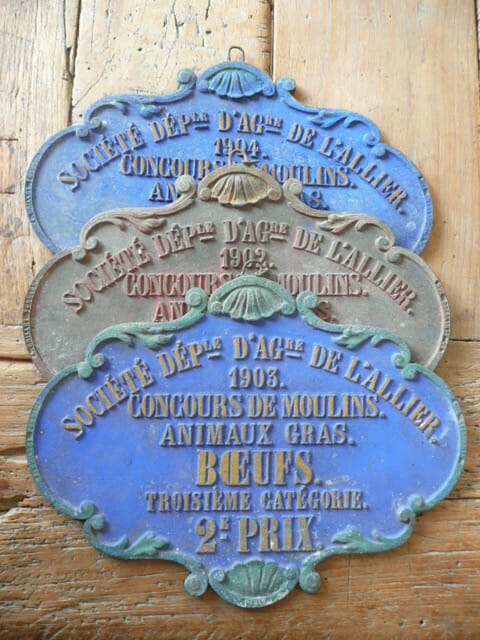 SOCIÉTÉ DÉPLE D'AGRE DE L'ALLIER.
1904.
CONCOURS DE MOULINS.
SOCIÉTÉ DÉPLE D'AGRE DE L'ALLIER.
1902.
CONCOURS DE MOULINS.
SOCIÉTÉ DÉPLE D'AGRE DE L'ALLIER.
1903.
CONCOURS DE MOULINS.
ANIMAUX GRAS.
BŒUFS.
TROISIÈME CATÉGORIE.
2E PRIX